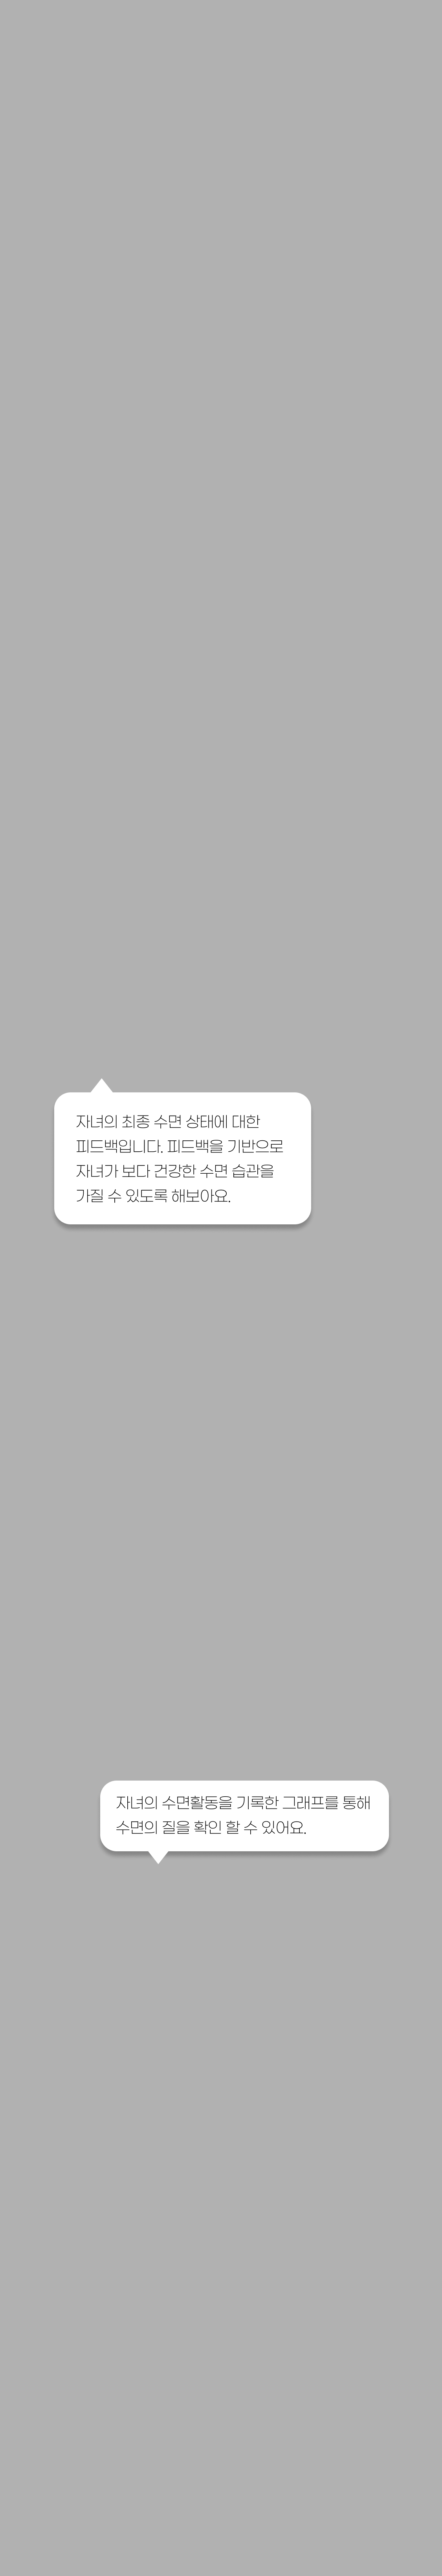 자녀의 최종 수면 상태에 대한
피드백입니다. 피드백을 기반으로
자녀가 보다 건강한 수면 습관을
가질 수 있도록 해보아요.
자녀의 수면활동을 기록한 그래프를 통해
수면의 질을 확인 할 수 있어요.